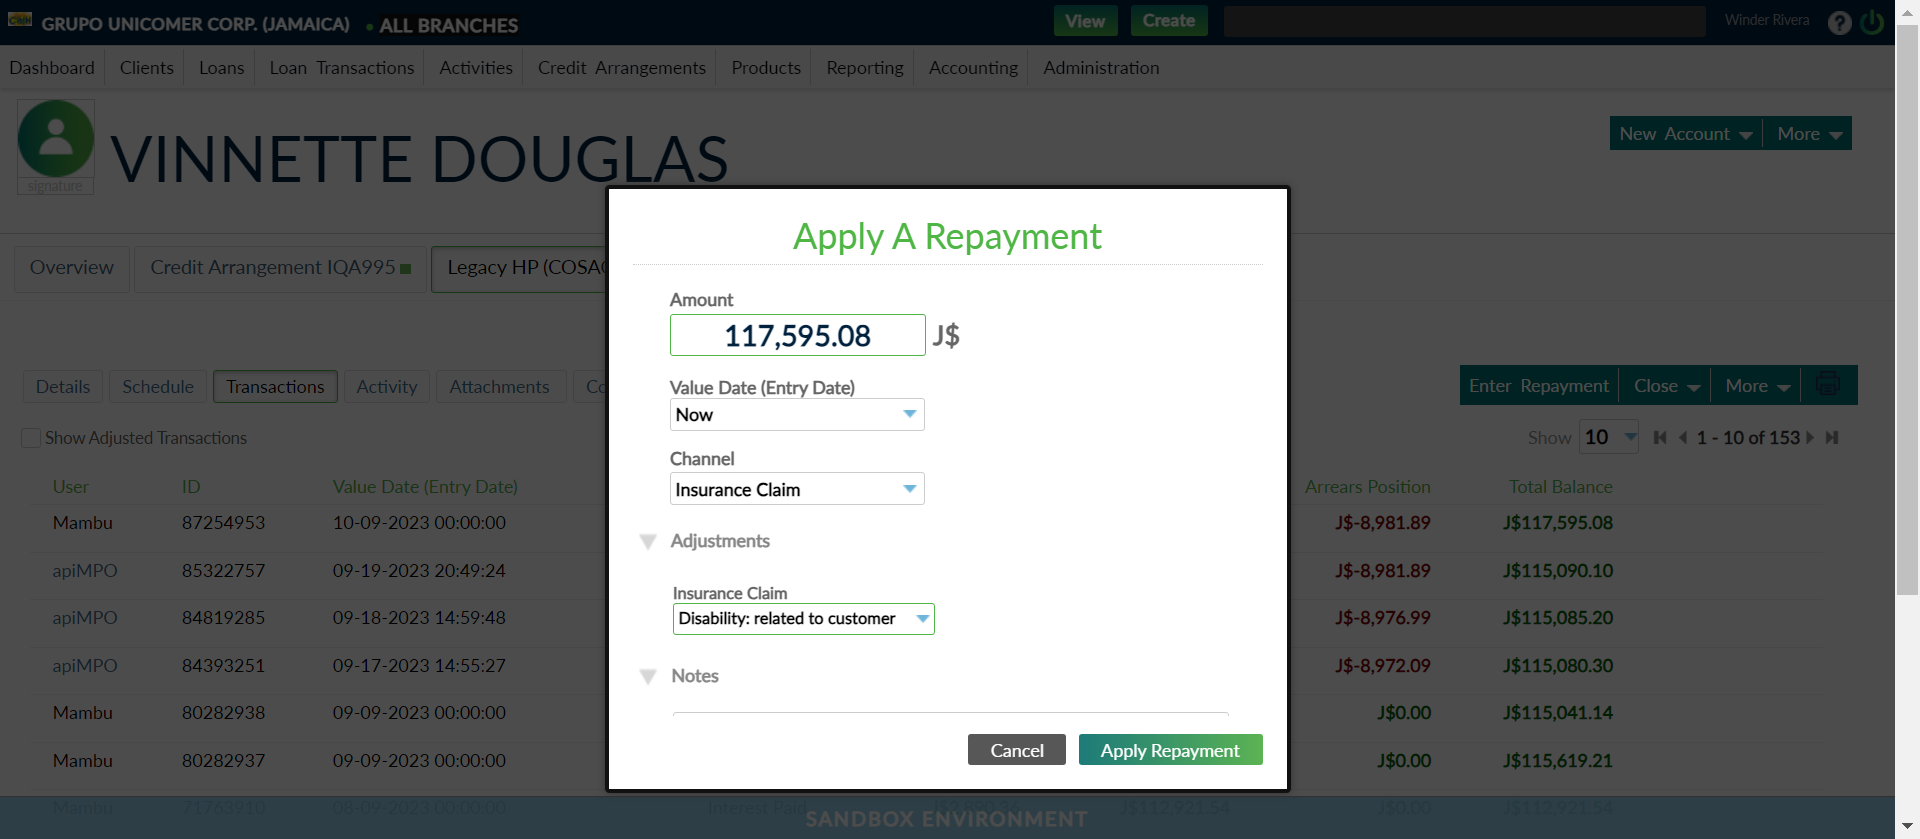 GRUPO UNICOMER CORP. (JAMAICA) • ALL BRANCHES View Create Winder Rivera ?
Dashboard Clients Loans Loan Transactions Activities Credit Arrangements Products Reporting Accounting Administration
VINNETTE DOUGLAS
signature
New Account More
Overview Credit Arrangement IQA995 Legacy HP (COSAC
Details Schedule Transactions Activity Attachments Co
Enter Repayment Close More
Show Adjusted Transactions
Show 10 1 - 10 of 153
User ID Value Date (Entry Date) Arrears Position Total Balance
Mambu 87254953 10-09-2023 00:00:00 J$-8,981.89 J$117,595.08
apiMPO 85322757 09-19-2023 20:49:24 J$-8,981.89 J$115,090.10
apiMPO 84819285 09-18-2023 14:59:48 J$-8,976.99 J$115,085.20
apiMPO 84393251 09-17-2023 14:55:27 J$-8,972.09 J$115,080.30
Mambu 80282938 09-09-2023 00:00:00 J$0.00 J$115,041.14
Mambu 80282937 09-09-2023 00:00:00 J$0.00 J$115,619.21
Mambu 71763910 08-09-2023 00:00:00 Interest Paid J$2,890.36 J$112,921.54 J$0.00 J$112,921.54
Apply A Repayment
Amount
117,595.08 J$
Value Date (Entry Date)
Now
Channel
Insurance Claim
Adjustments
Insurance Claim
Disability: related to customer
Notes
Cancel Apply Repayment
SANDBOX ENVIRONMENT